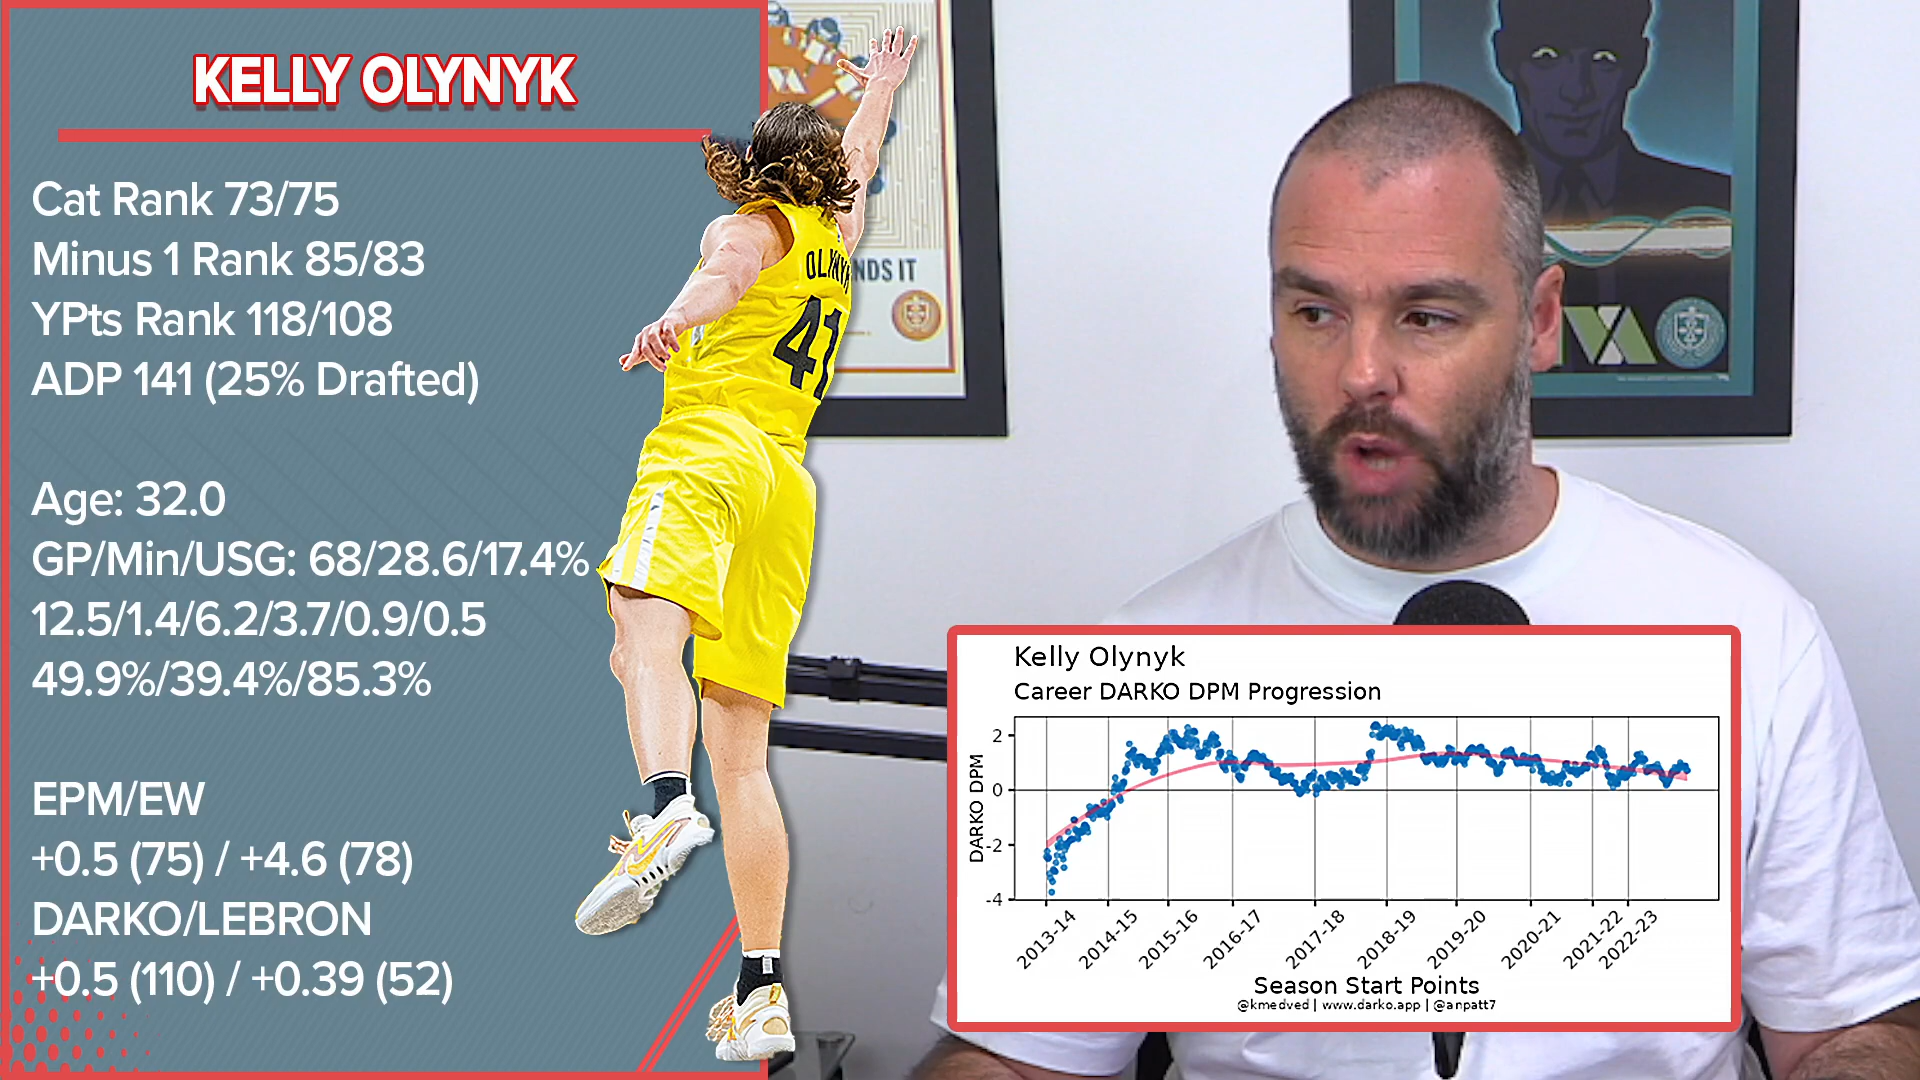 KELLY OLYNYK
Cat Rank 73/75
Minus 1 Rank 85/83
YPts Rank 118/108
ADP 141 (25% Drafted)
Age: 32.0
GP/Min/USG: 68/28.6/17.4%
12.5/1.4/6.2/3.7/0.9/0.5
49.9%/39.4%/85.3%
EPM/EW
+0.5 (75) / +4.6 (78)
DARKO/LEBRON
+0.5 (110) / +0.39 (52)
OLYNYK
41
NDS IT
Kelly Olynyk
Career DARKO DPM Progression
DARKO DPM
2
0
-2
-4
2013-14
2014-15
2015-16
2016-17
2017-18
2018-19
2019-20
2020-21
2021-22
2022-23
Season Start Points
@kmedved | www.darko.app | @anpatt7